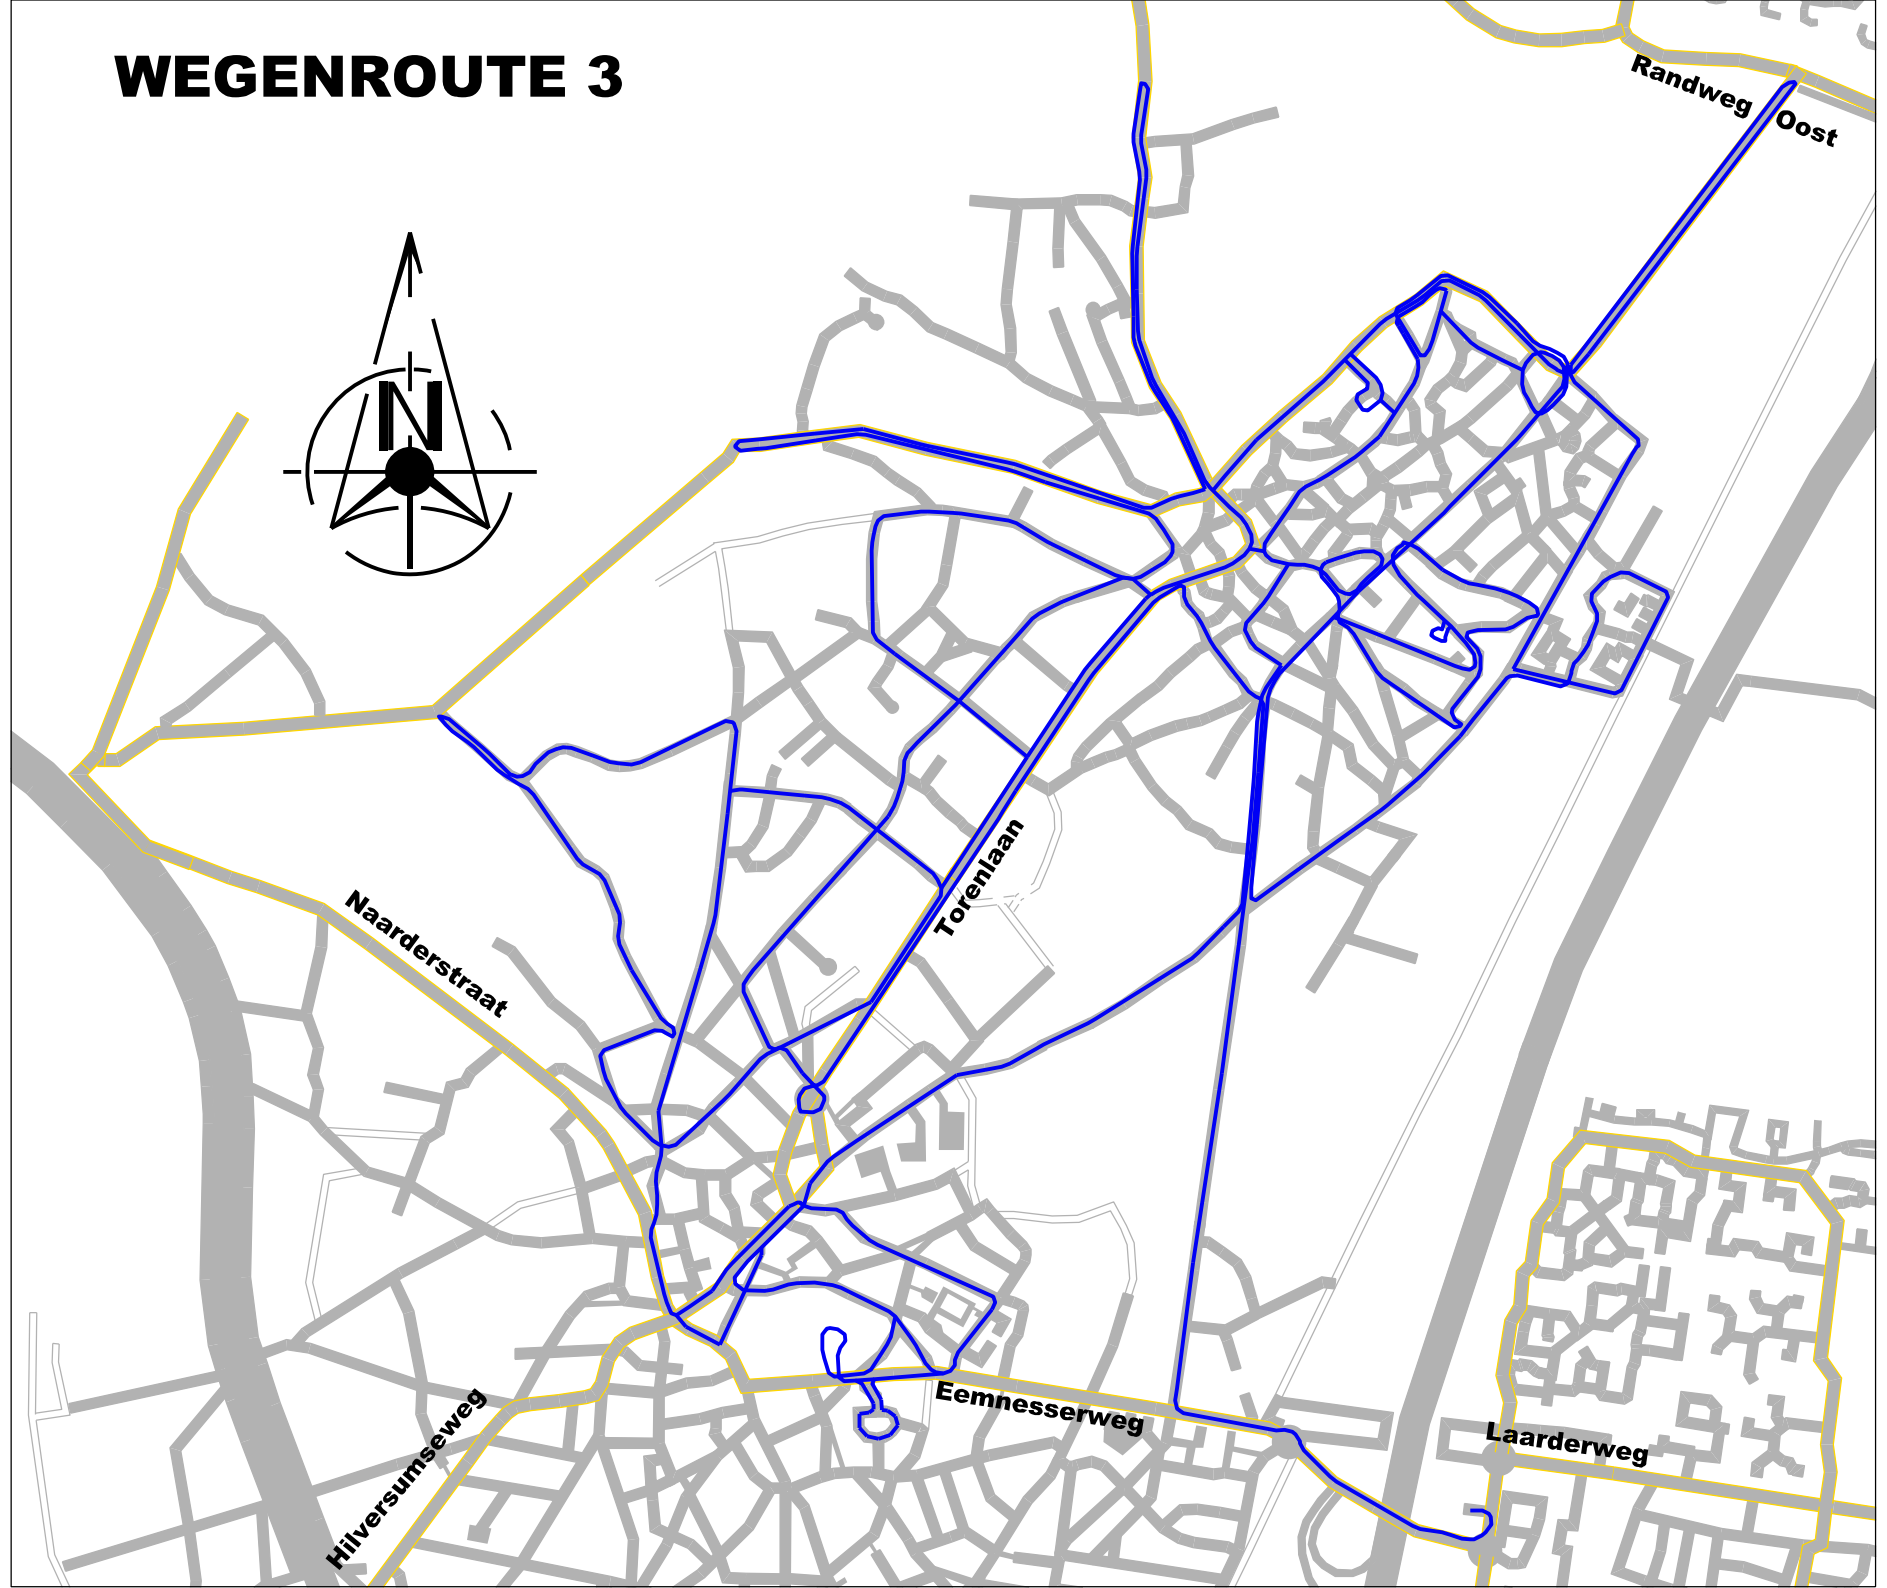 WEGENROUTE 3
Randweg Oost
N
Naarderstraat
Torenlaan
Eemnesserweg
Laarderweg
Hilversumseweg